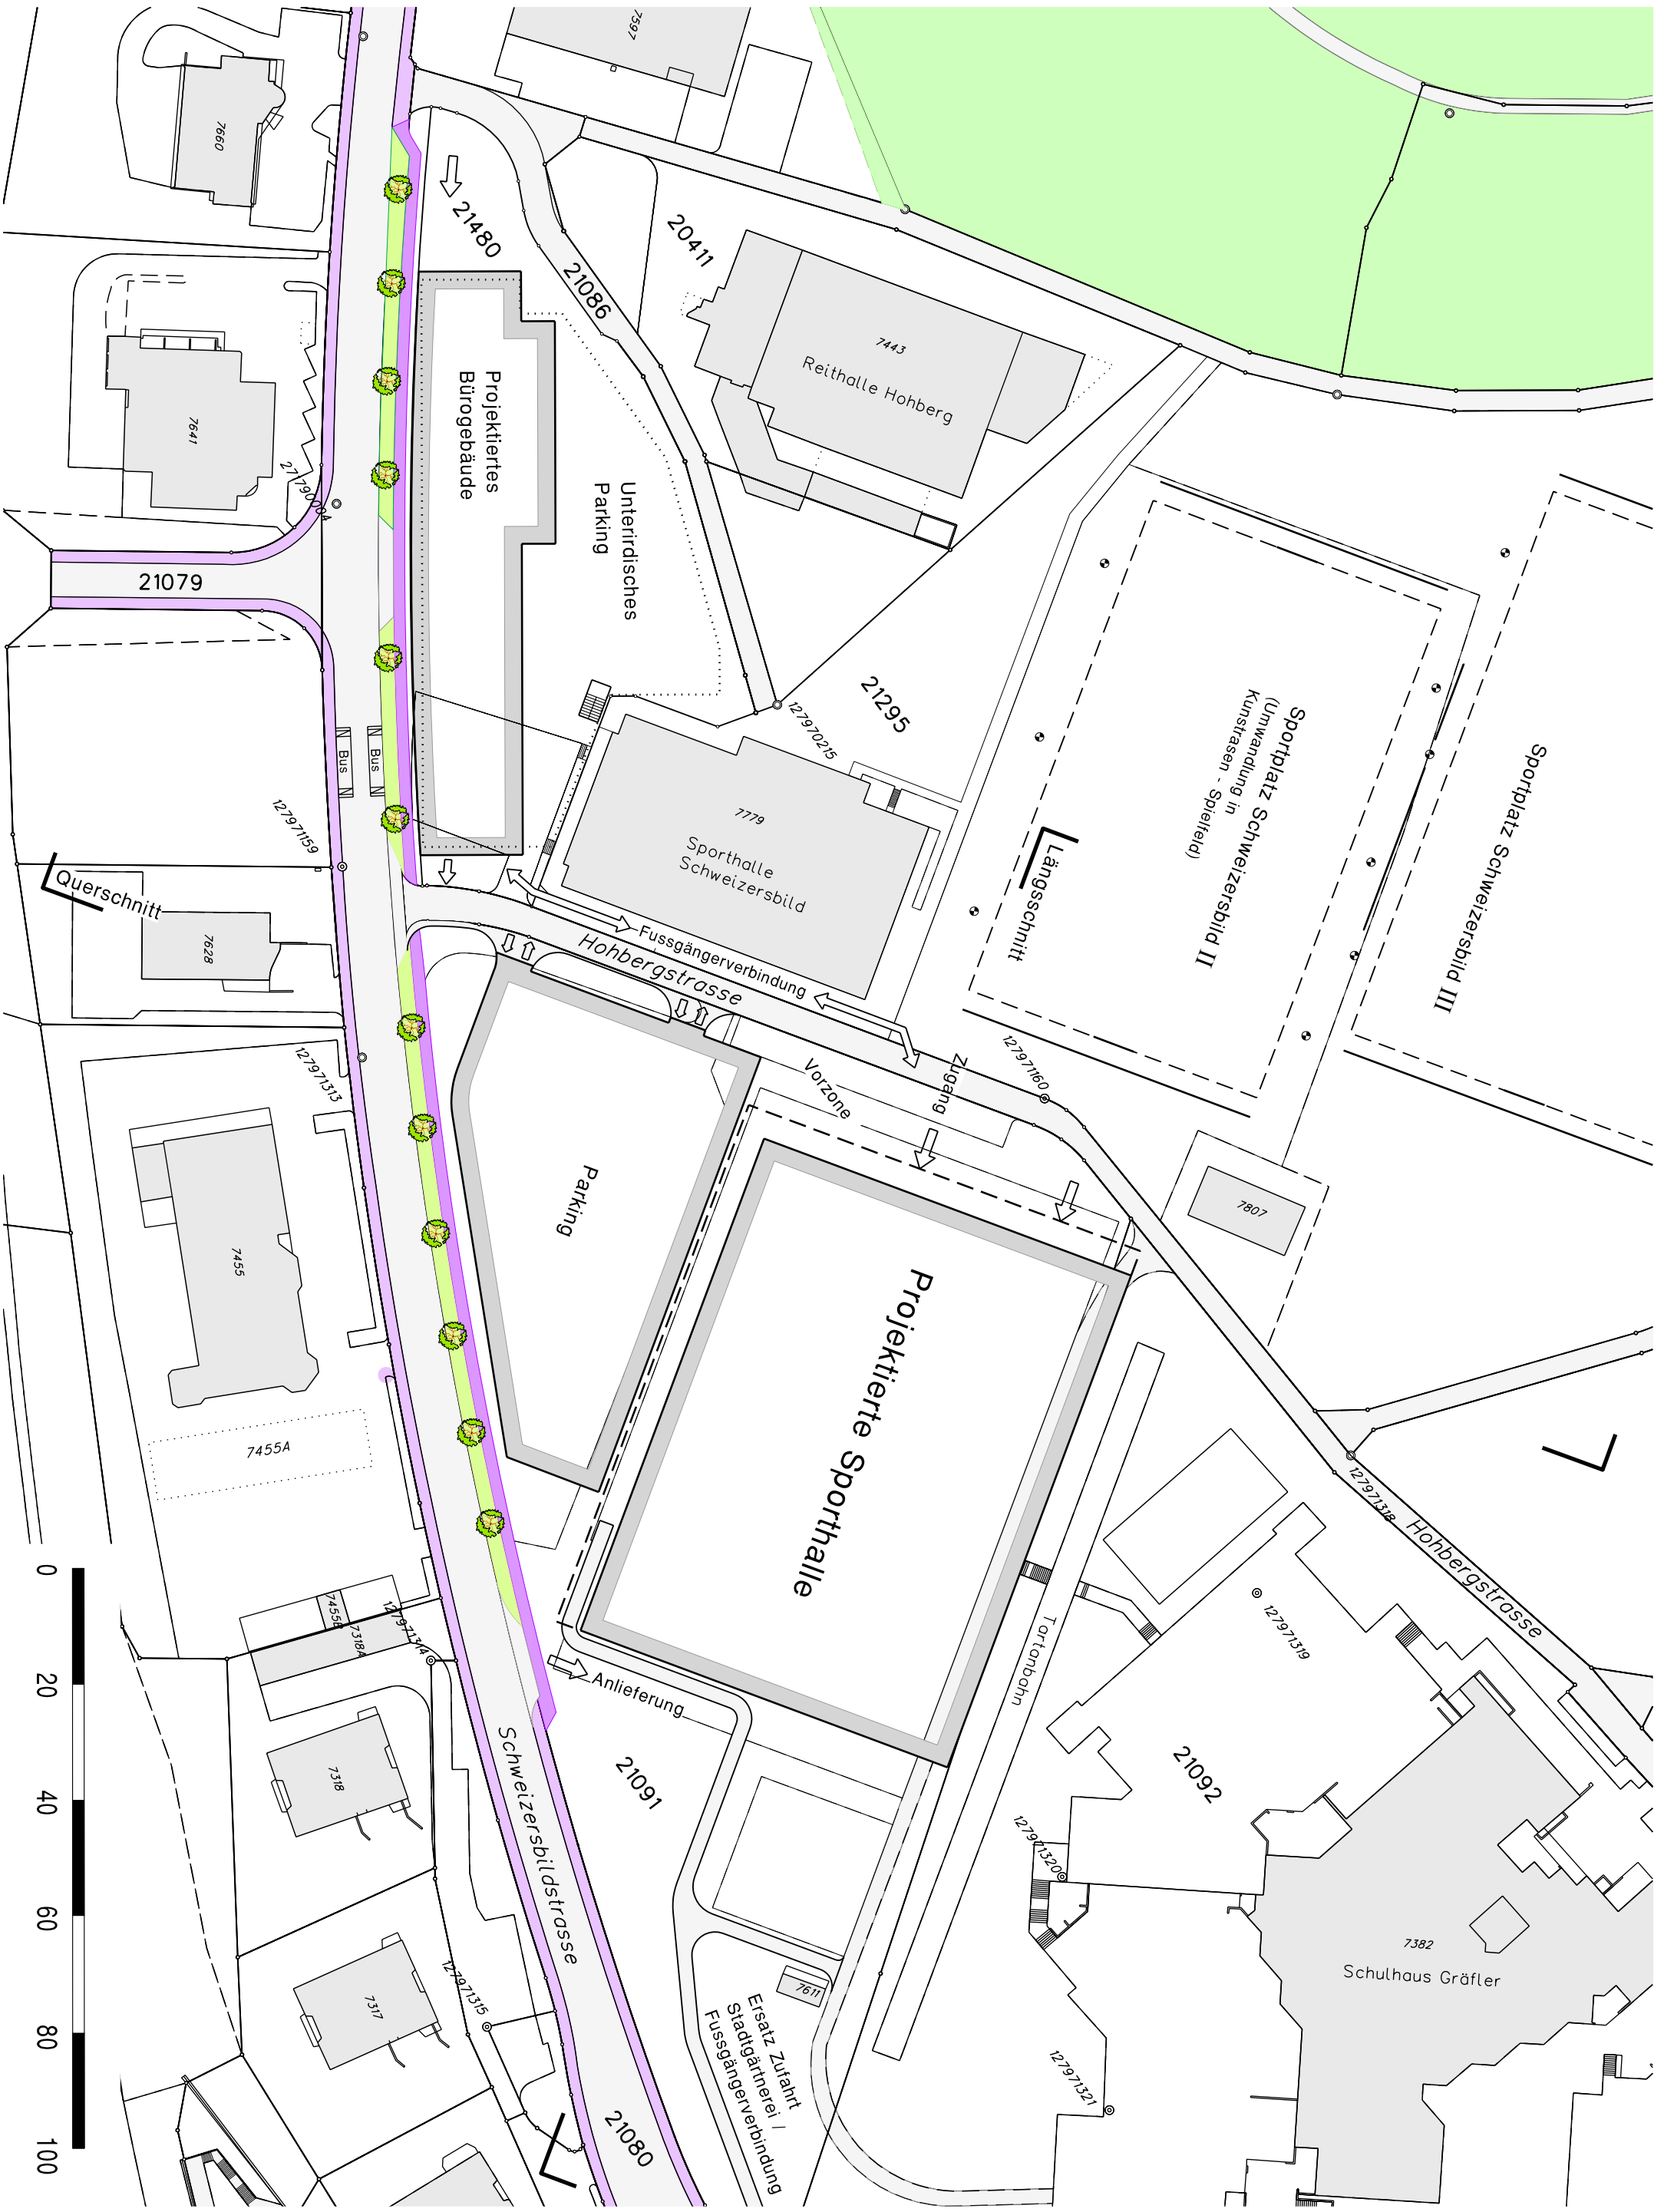 7597
7660
21480
20411
21086
7443
Reithalle Hohberg
7641
Projektiertes
Bürogebäude
Unterirdisches
Parking
21079
21295
127970215
Sportplatz Schweizersbild II
(Umwandlung in
Kunstrasen - Spielfeld)
Sportplatz Schweizersbild III
Bus
Bus
127971159
7779
Sporthalle
Schweizersbild
Längsschnitt
Querschnitt
7628
Fussgängerverbindung
Hohbergstrasse
127971160
127971313
Vorzone
Zugang
7807
Parking
7455
Projektierte Sporthalle
7455A
127971318
Hohbergstrasse
7455B
7318A
127971314
127971319
Tartanbahn
Anlieferung
7318
Schweizersbildstrasse
21091
21092
127971320
7382
Schulhaus Gräfler
7317
127971315
7611
Ersatz Zufahrt
Stadtgärtnerei /
Fussgängerverbindung
127971321
21080
0
20
40
60
80
100